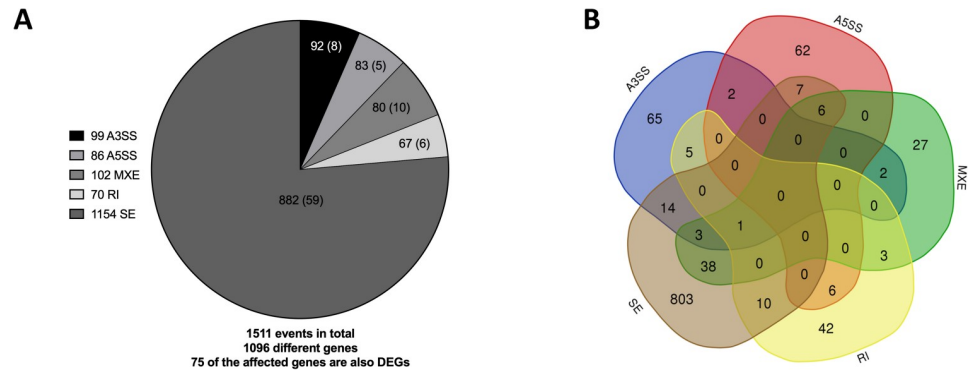 A
92 (8)
83 (5)
80 (10)
67 (6)
882 (59)
99 A3SS
86 A5SS
102 MXE
70 RI
1154 SE
1511 events in total
1096 different genes
75 of the affected genes are also DEGs
B
A5SS
62
A3SS
2
7
6
0
65
0
27
5
0
0
0
2
MXE
0
0
0
0
0
14
3
1
0
0
3
38
0
0
SE
803
10
6
42
RI